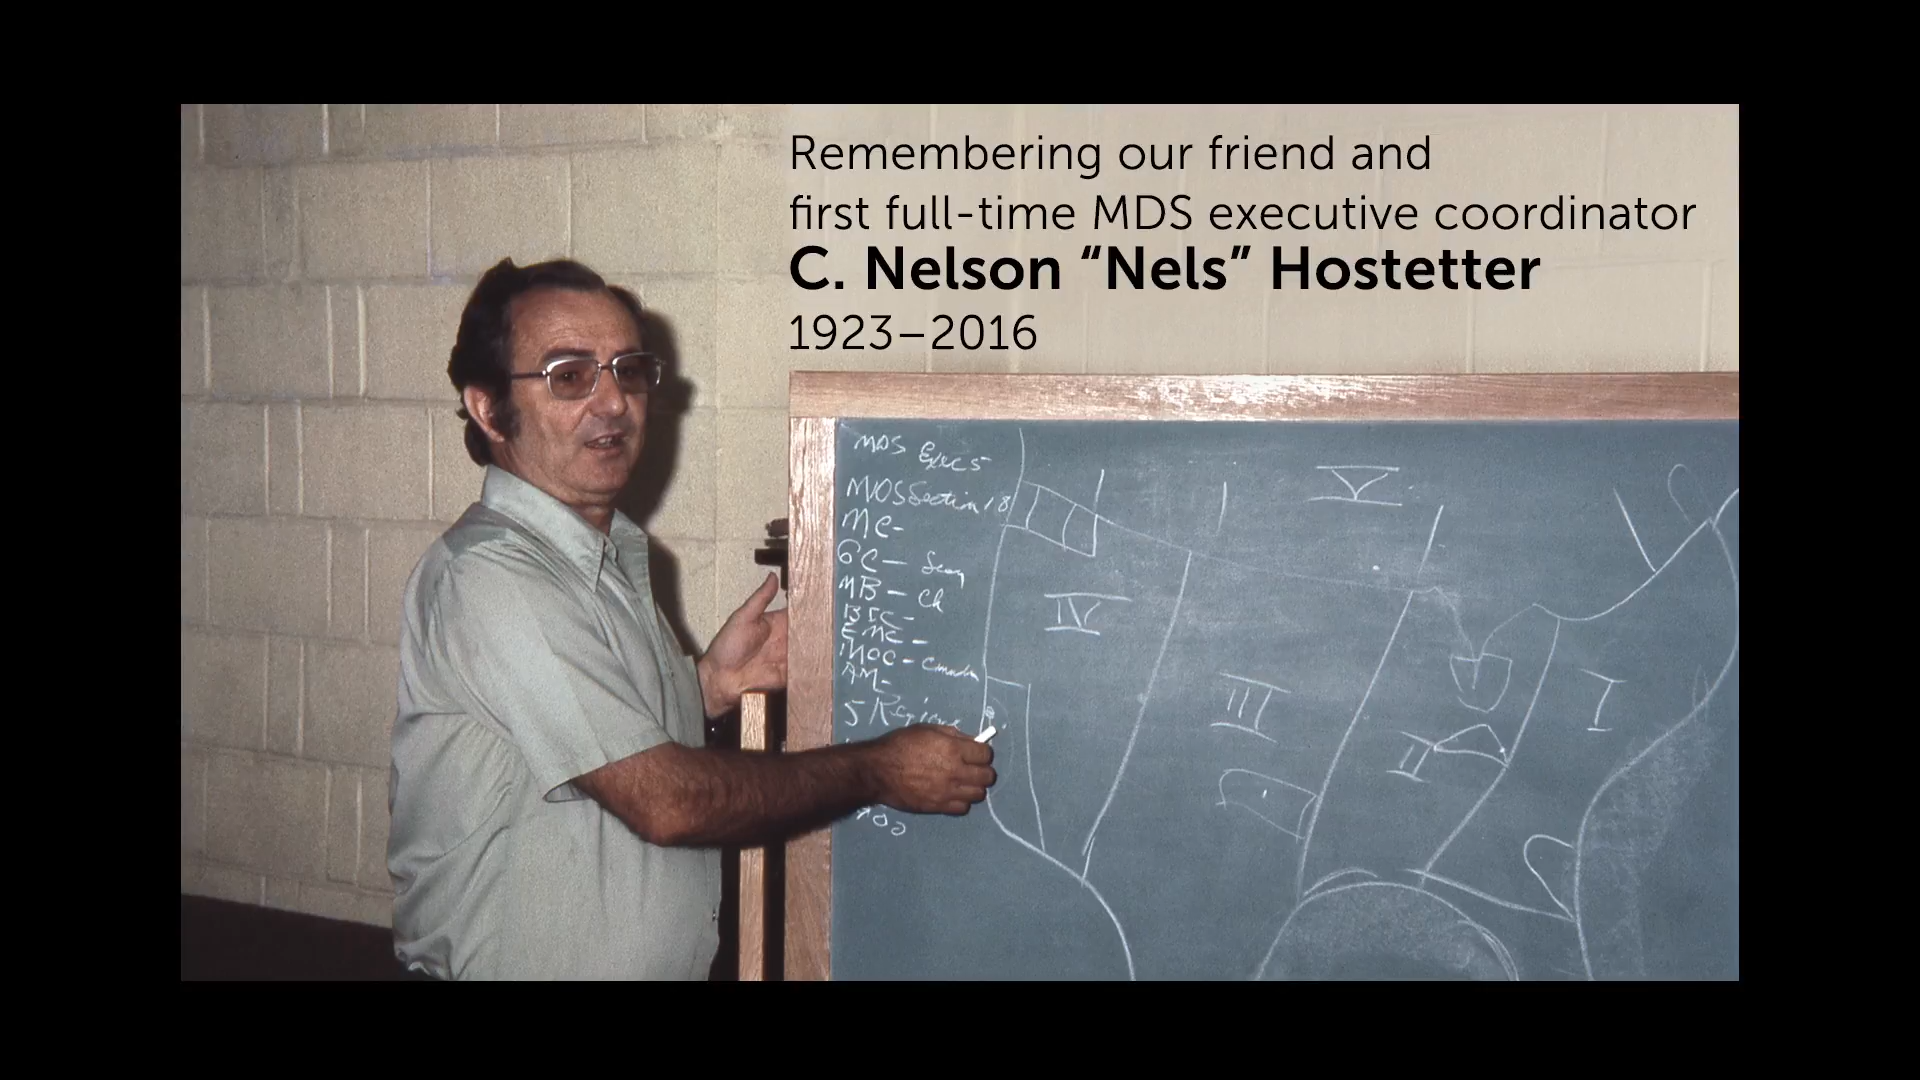 Remembering our friend and
first full-time MDS executive coordinator
C. Nelson “Nels” Hostetter
1923–2016
MDS Execs
MDS Section 18
MC-
GC-
MB - Ch
BIC-
EMC-
5 Regions
V
IV
III
II
I